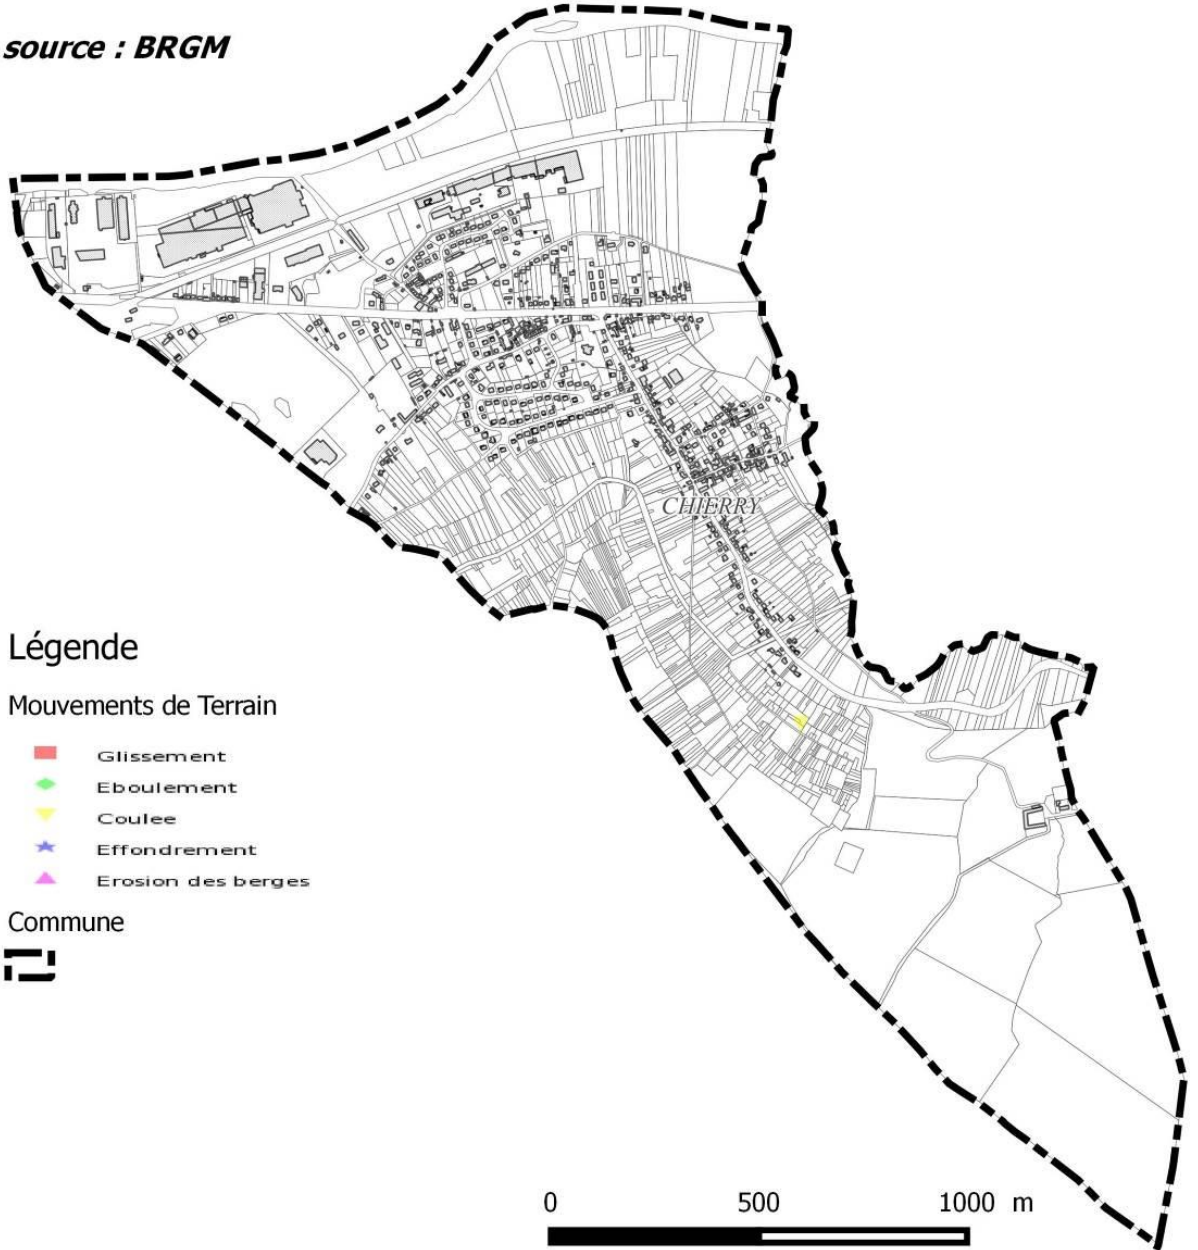 source : BRGM
CHIERRY
Légende
Mouvements de Terrain
Glissement
Eboulement
Coulee
Effondrement
Erosion des berges
Commune
0 500 1000 m